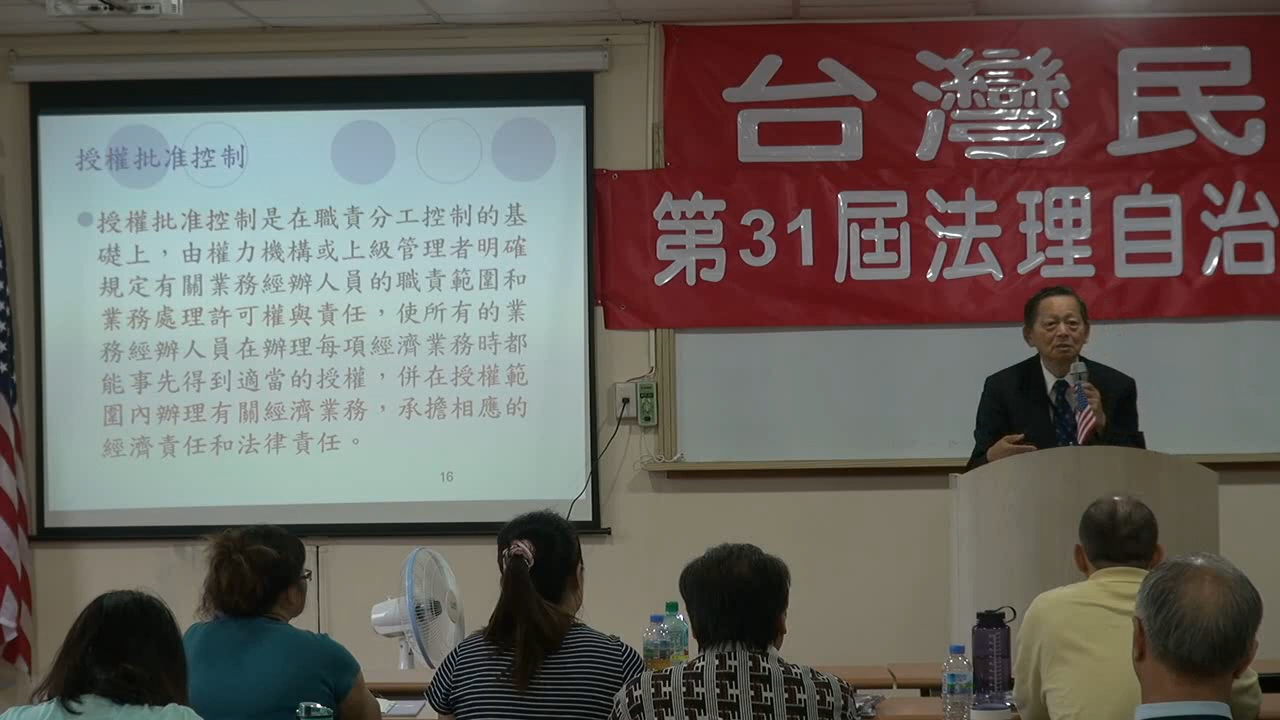 授權批准控制
授權批准控制是在職責分工控制的基
礎上，由權力機構或上級管理者明確
規定有關業務經辦人員的職責範圍和
業務處理許可權與責任，使所有的業
務經辦人員在辦理每項經濟業務時都
能事先得到適當的授權，併在授權範
圍內辦理有關經濟業務，承擔相應的
經濟責任和法律責任。
16
台灣民
第31屆法理自治